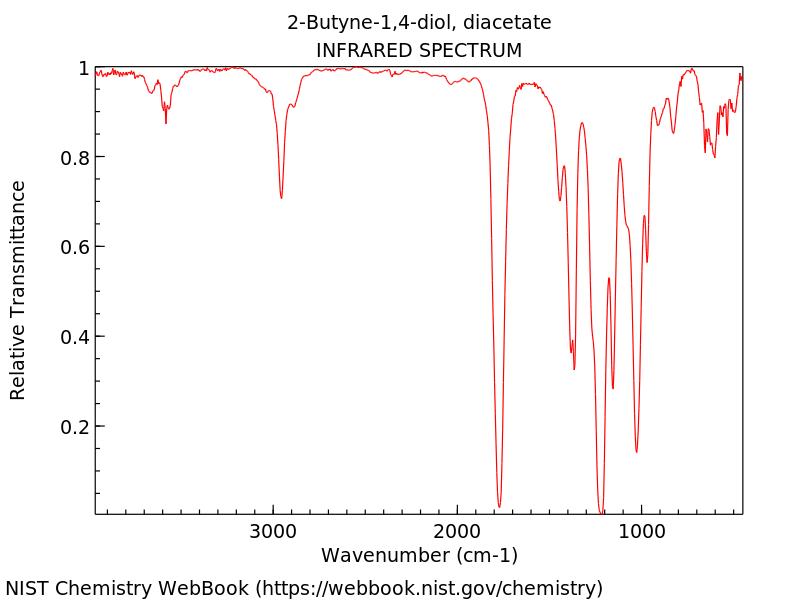 2-Butyne-1,4-diol, diacetate
INFRARED SPECTRUM
1
0.8
0.6
0.4
0.2
Relative Transmittance
3000 2000 1000
Wavenumber (cm-1)
NIST Chemistry WebBook (https://webbook.nist.gov/chemistry)